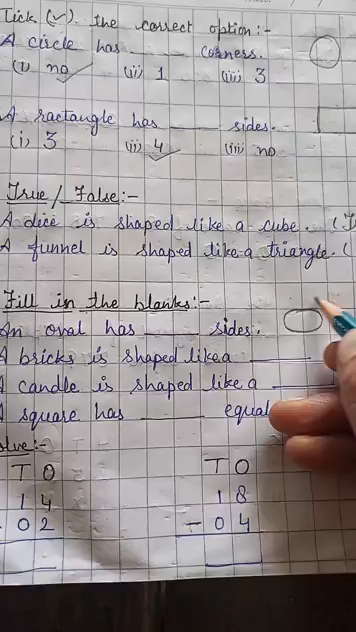 Tick (✓) the correct option:-
A circle has ____ corners.
(i) no ✓ (ii) 1 (iii) 3
A ractangle has ____ sides.
(i) 3 (ii) 4 ✓ (iii) no
True/False:-
A dice is shaped like a cube. (T
A funnel is shaped like a triangle. (
Fill in the blanks:-
An oval has ____ sides.
A bricks is shaped like a ____
A candle is shaped like a ____
A square has ____ equal
olve:-
T O T O
1 4 1 8
0 2 - 0 4